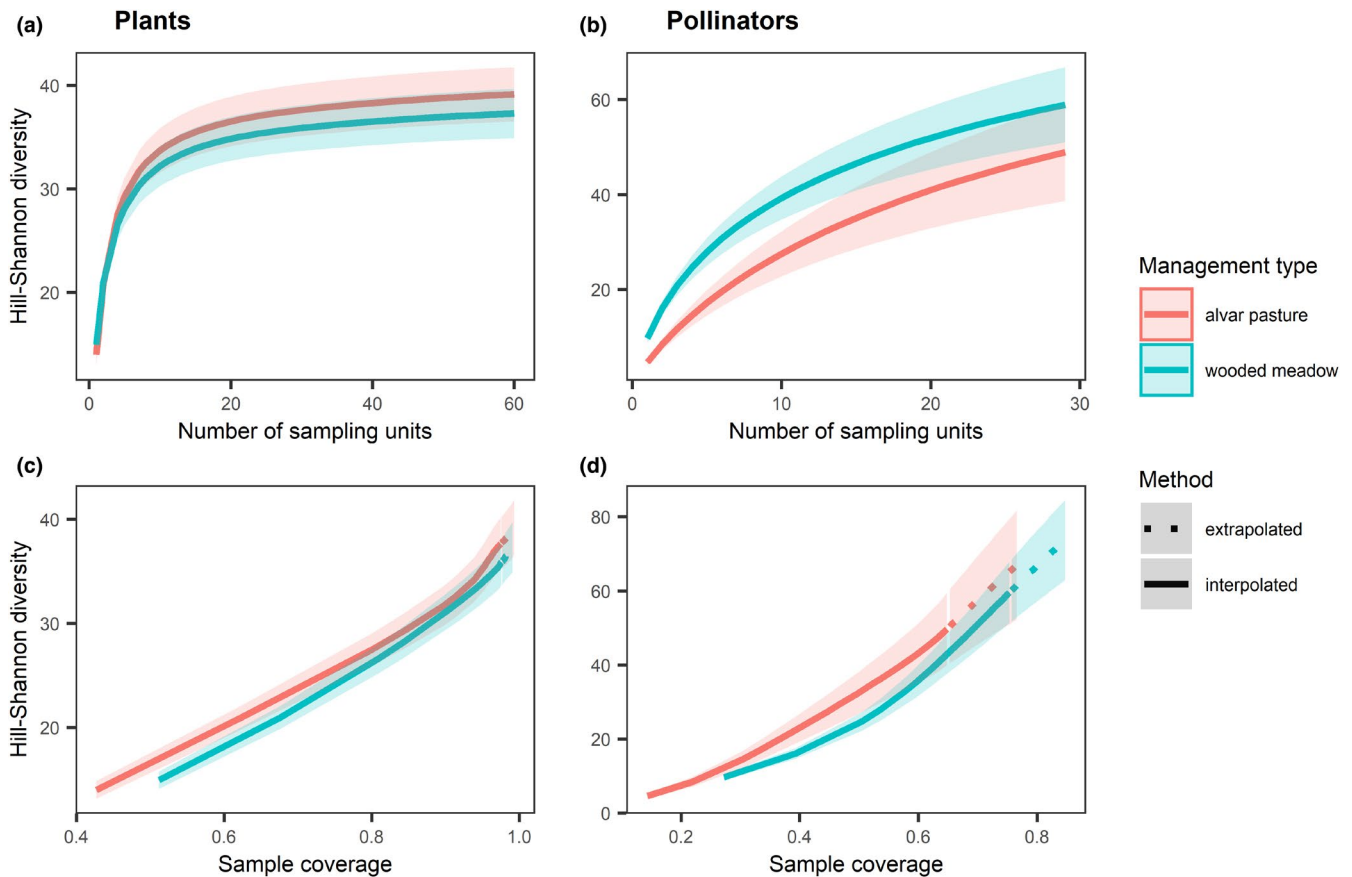 (a) Plants
(b) Pollinators
Hill-Shannon diversity
40
30
20
0 20 40 60
Number of sampling units
60
40
20
0 10 20 30
Number of sampling units
Management type
alvar pasture
wooded meadow
(c)
(d)
Hill-Shannon diversity
40
30
20
0.4 0.6 0.8 1.0
Sample coverage
80
60
40
20
0
0.2 0.4 0.6 0.8
Sample coverage
Method
extrapolated
interpolated